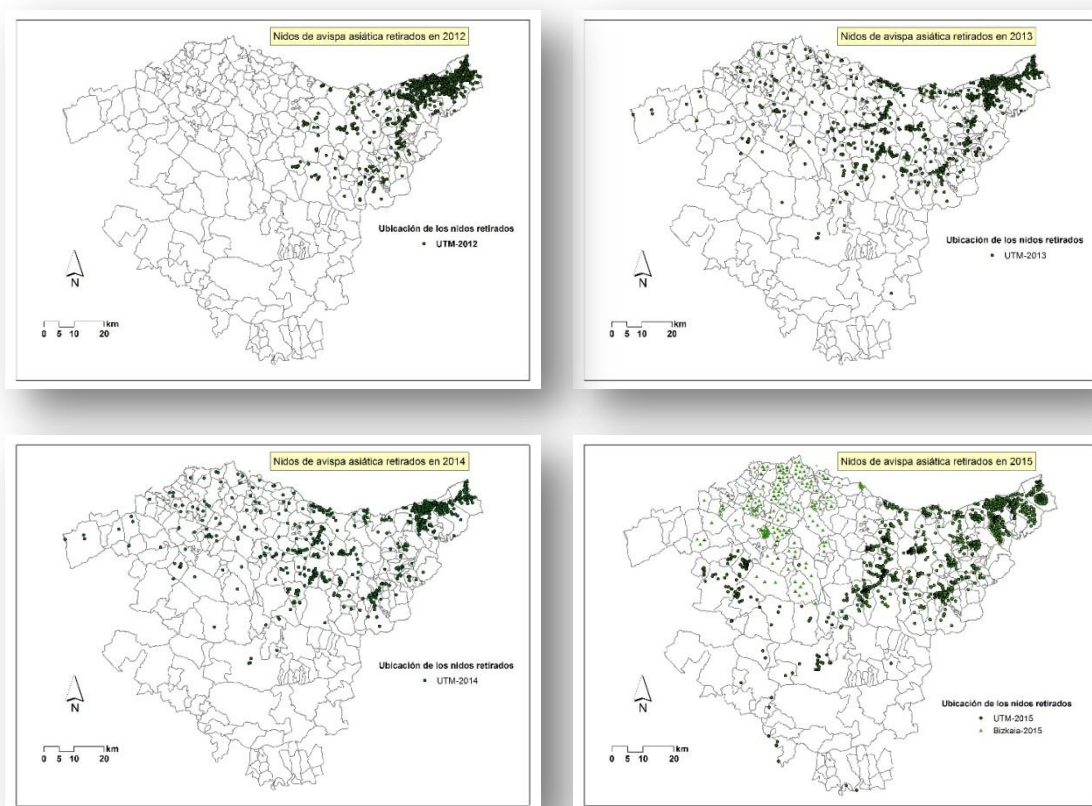 Nidos de avispa asiática retirados en 2012
Ubicación de los nidos retirados
UTM-2012
N
km
0 5 10 20
Nidos de avispa asiática retirados en 2013
Ubicación de los nidos retirados
UTM-2013
N
km
0 5 10 20
Nidos de avispa asiática retirados en 2014
Ubicación de los nidos retirados
UTM-2014
N
km
0 5 10 20
Nidos de avispa asiática retirados en 2015
Ubicación de los nidos retirados
UTM-2015
Bizkaia-2015
N
km
0 5 10 20